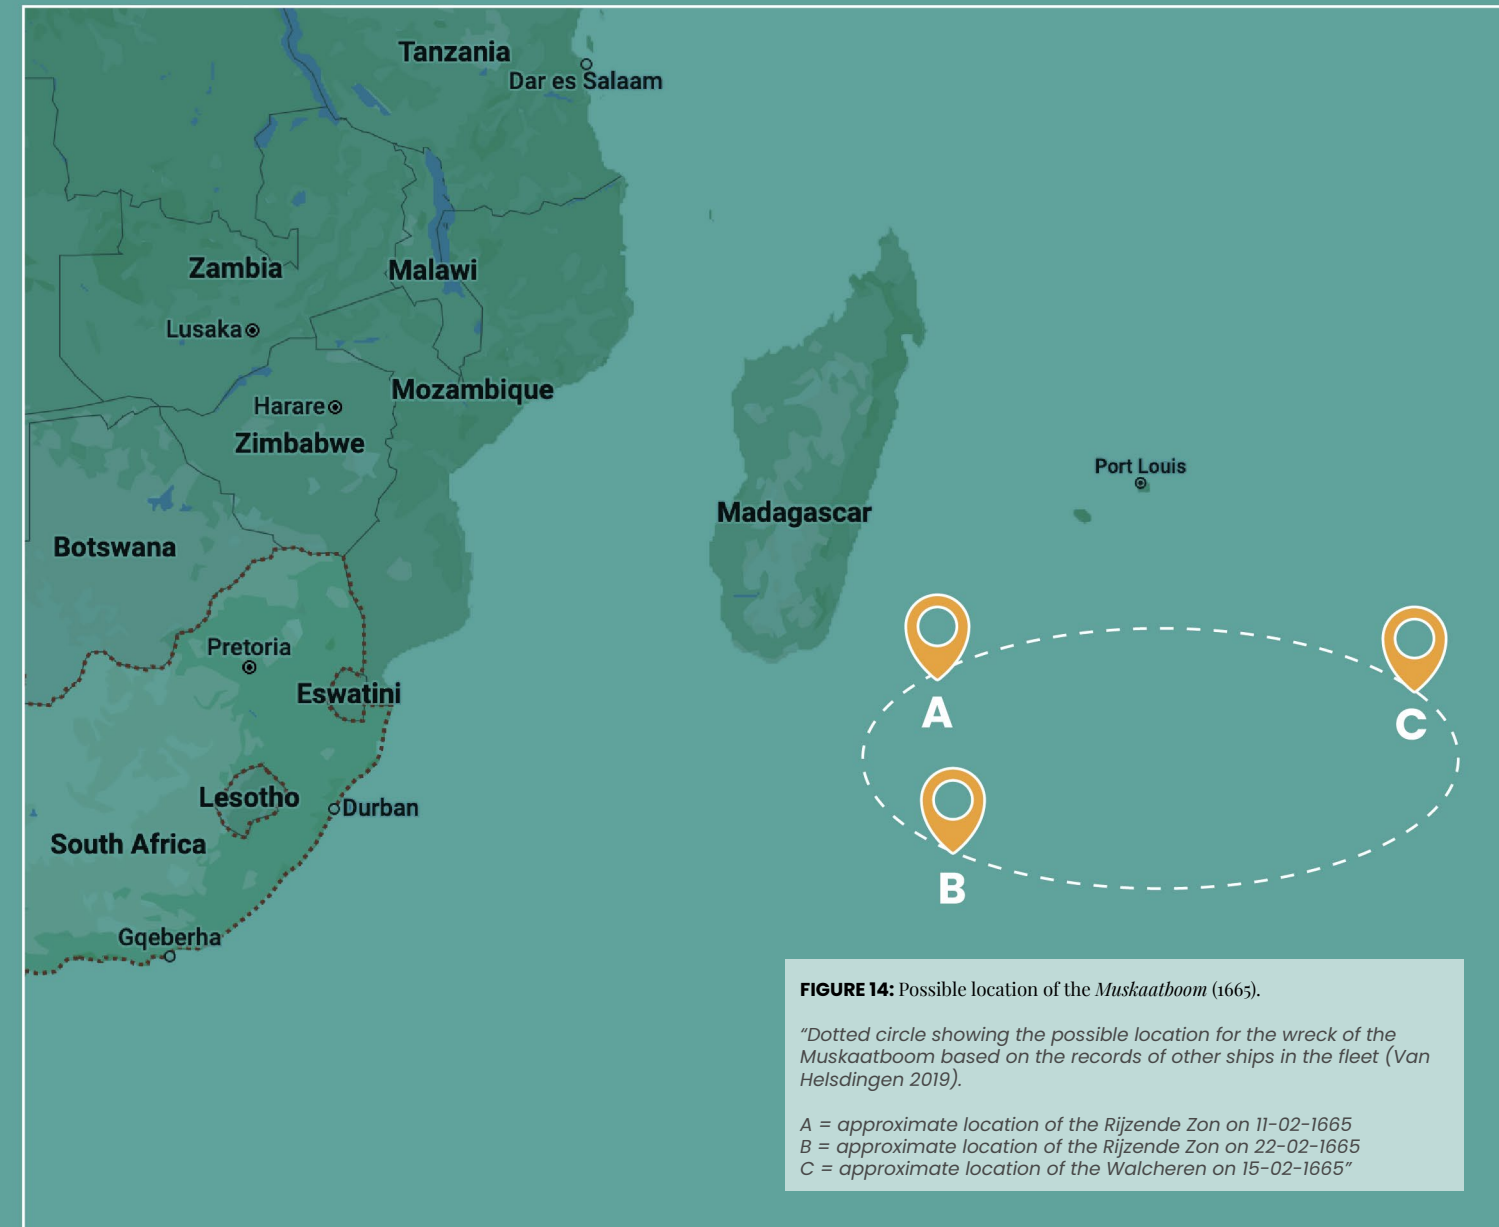 Tanzania
Dar es Salaam
Zambia
Malawi
Lusaka
Mozambique
Harare
Zimbabwe
Port Louis
Madagascar
Botswana
Pretoria
Eswatini
A
C
Lesotho
Durban
South Africa
B
Gqeberha
FIGURE 14: Possible location of the Muskaatboom (1665).
“Dotted circle showing the possible location for the wreck of the
Muskaatboom based on the records of other ships in the fleet (Van
Helsdingen 2019).
A = approximate location of the Rijzende Zon on 11-02-1665
B = approximate location of the Rijzende Zon on 22-02-1665
C = approximate location of the Walcheren on 15-02-1665”